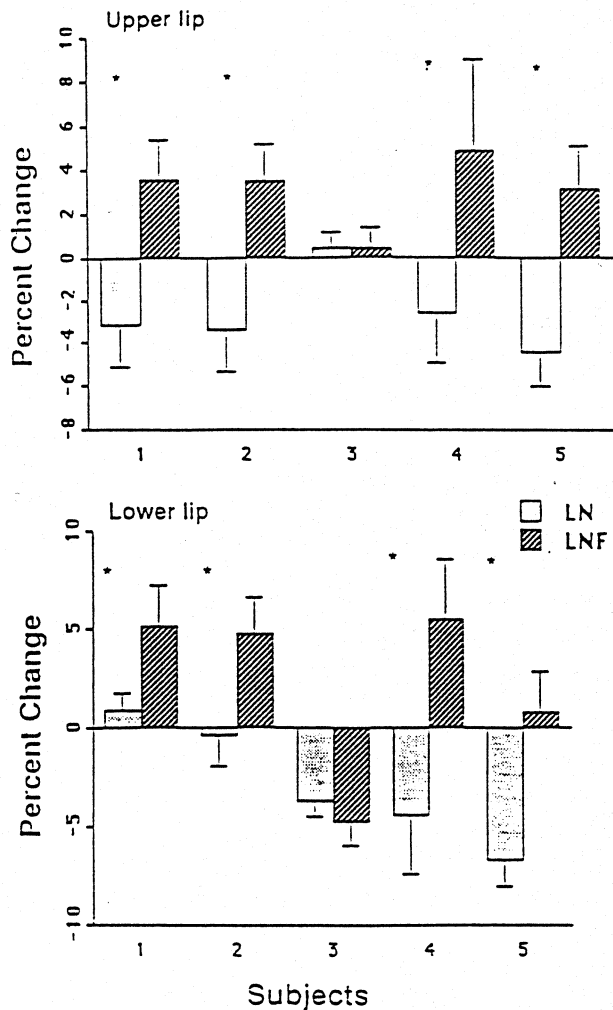 Upper lip
10
8
6
4
2
0
-2
-4
-6
-8
Percent Change
* * * *
1 2 3 4 5
Lower lip
LN
LNF
10
5
0
-5
-10
Percent Change
* * * *
1 2 3 4 5
Subjects